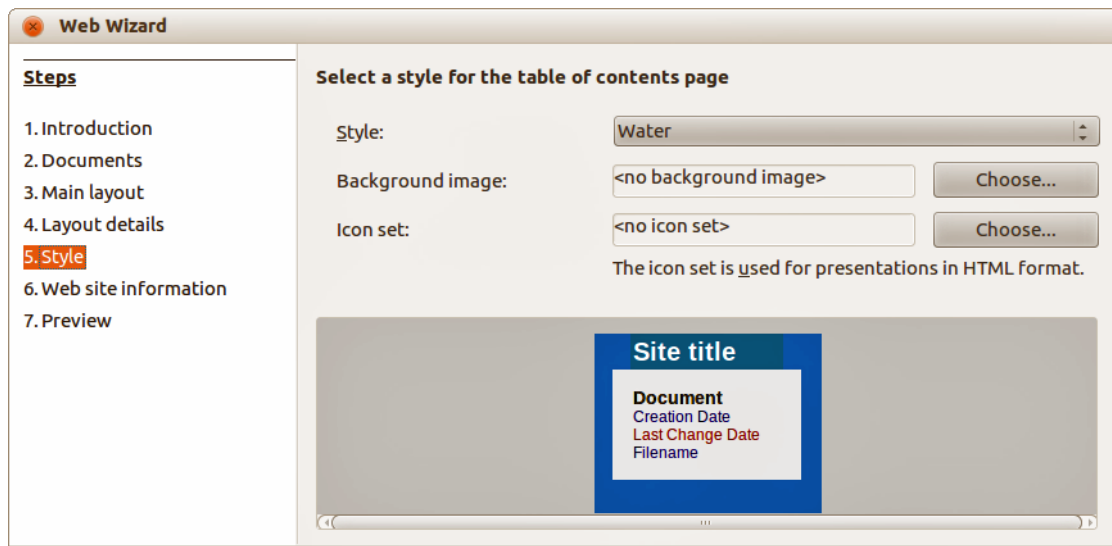 Web Wizard
Steps
1. Introduction
2. Documents
3. Main layout
4. Layout details
5. Style
6. Web site information
7. Preview
Select a style for the table of contents page
Style:
Water
Background image:
<no background image>
Choose...
Icon set:
<no icon set>
Choose...
The icon set is used for presentations in HTML format.
Site title
Document
Creation Date
Last Change Date
Filename